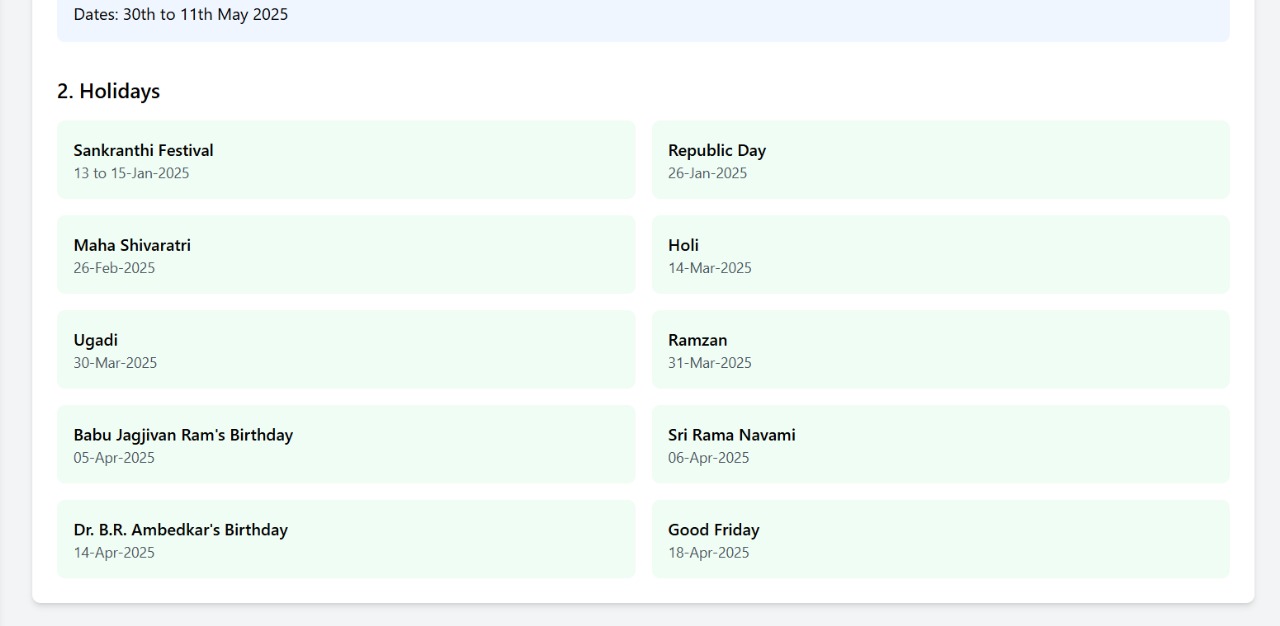 Dates: 30th to 11th May 2025
2. Holidays
Sankranthi Festival
13 to 15-Jan-2025
Republic Day
26-Jan-2025
Maha Shivaratri
26-Feb-2025
Holi
14-Mar-2025
Ugadi
30-Mar-2025
Ramzan
31-Mar-2025
Babu Jagjivan Ram's Birthday
05-Apr-2025
Sri Rama Navami
06-Apr-2025
Dr. B.R. Ambedkar's Birthday
14-Apr-2025
Good Friday
18-Apr-2025